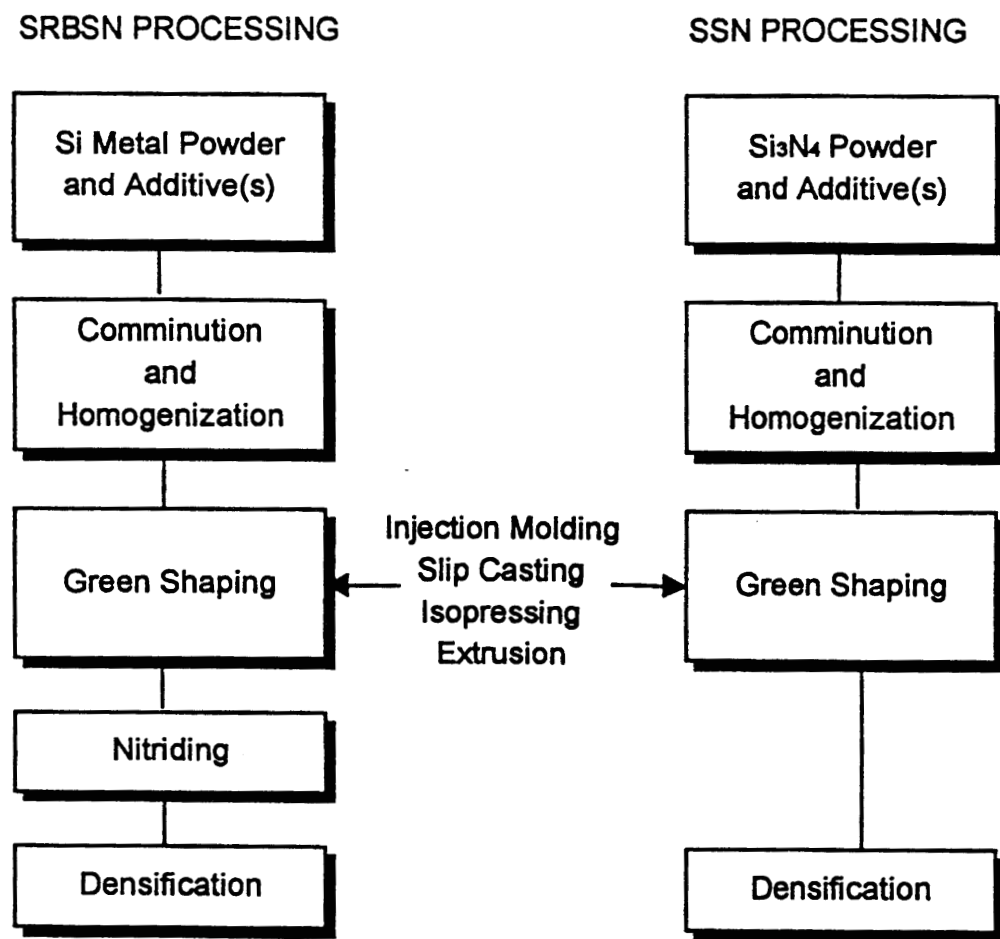 SRBSN PROCESSING
SSN PROCESSING
Si Metal Powder
and Additive(s)
Si₃N₄ Powder
and Additive(s)
Comminution
and
Homogenization
Comminution
and
Homogenization
Green Shaping
Injection Molding
Slip Casting
Isopressing
Extrusion
Green Shaping
Nitriding
Densification
Densification